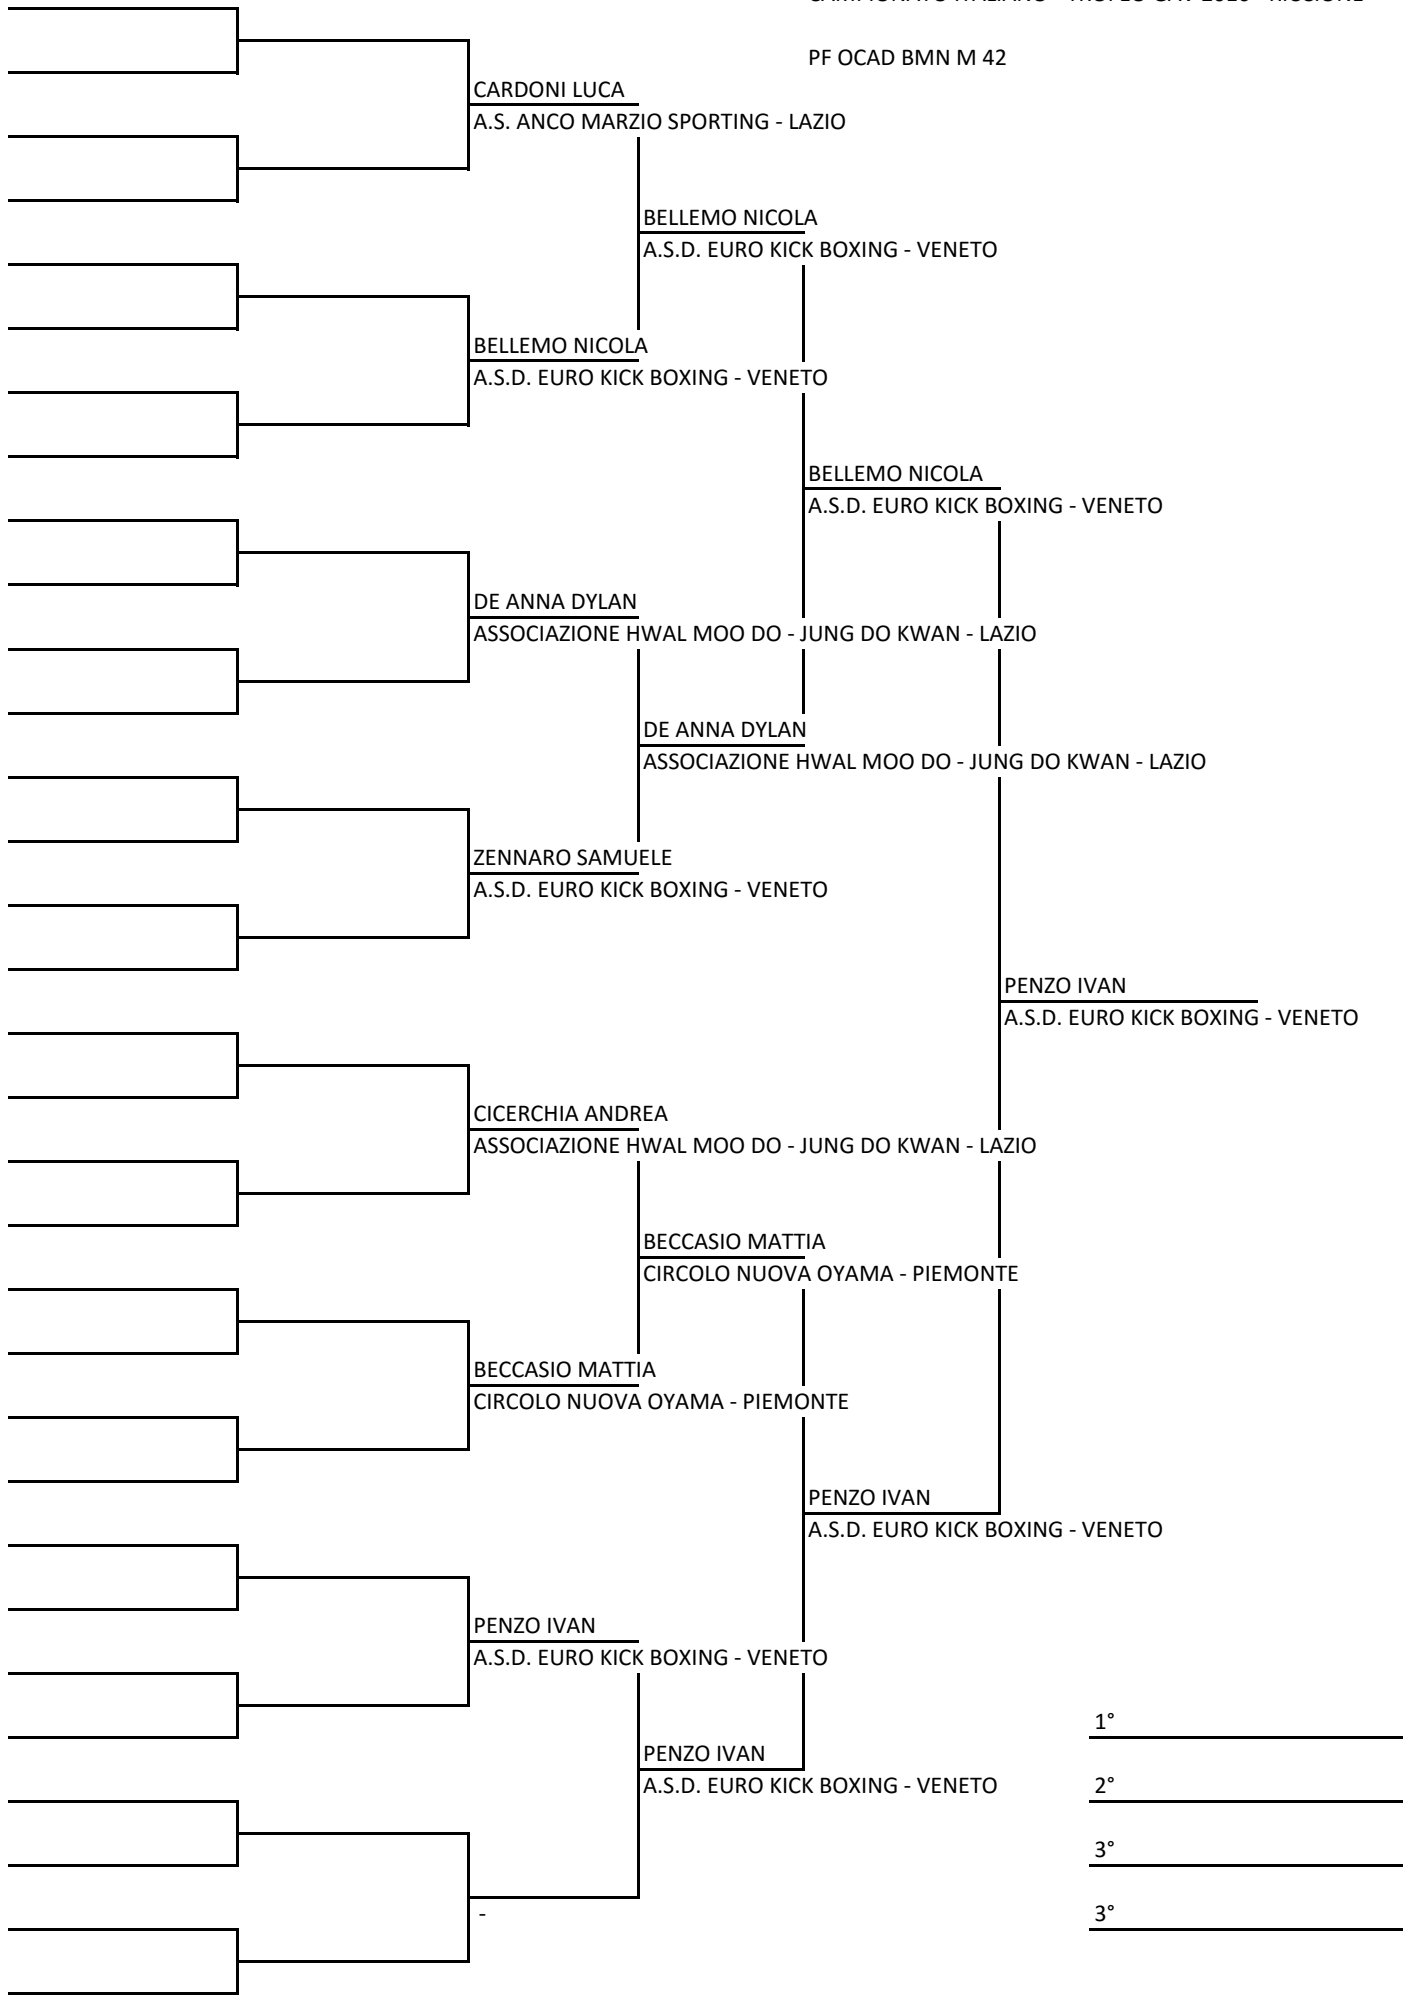 PF OCAD BMN M 42
CARDONI LUCA
A.S. ANCO MARZIO SPORTING - LAZIO
BELLEMO NICOLA
A.S.D. EURO KICK BOXING - VENETO
BELLEMO NICOLA
A.S.D. EURO KICK BOXING - VENETO
BELLEMO NICOLA
A.S.D. EURO KICK BOXING - VENETO
DE ANNA DYLAN
ASSOCIAZIONE HWAL MOO DO - JUNG DO KWAN - LAZIO
DE ANNA DYLAN
ASSOCIAZIONE HWAL MOO DO - JUNG DO KWAN - LAZIO
ZENNARO SAMUELE
A.S.D. EURO KICK BOXING - VENETO
PENZO IVAN
A.S.D. EURO KICK BOXING - VENETO
CICERCHIA ANDREA
ASSOCIAZIONE HWAL MOO DO - JUNG DO KWAN - LAZIO
BECCASIO MATTIA
CIRCOLO NUOVA OYAMA - PIEMONTE
BECCASIO MATTIA
CIRCOLO NUOVA OYAMA - PIEMONTE
PENZO IVAN
A.S.D. EURO KICK BOXING - VENETO
PENZO IVAN
A.S.D. EURO KICK BOXING - VENETO
1°
PENZO IVAN
A.S.D. EURO KICK BOXING - VENETO
2°
3°
-
3°